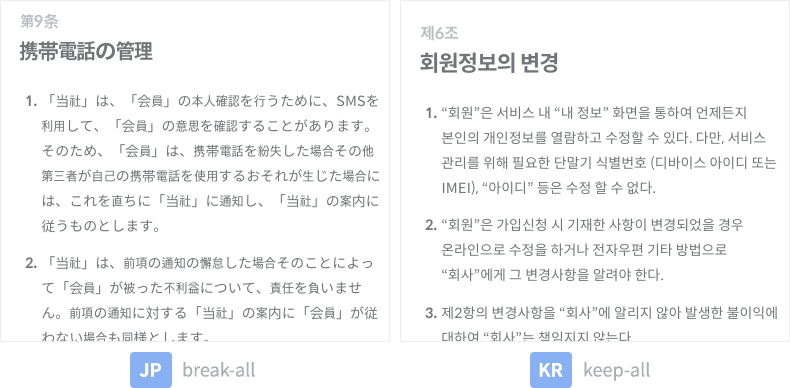 第9条
携帯電話の管理
1. 「当社」は、「会員」の本人確認を行うために、SMSを
利用して、「会員」の意思を確認することがあります。
そのため、「会員」は、携帯電話を紛失した場合その他
第三者が自己の携帯電話を使用するおそれが生じた場合に
は、これを直ちに「当社」に通知し、「当社」の案内に
従うものとします。
2. 「当社」は、前項の通知の懈怠した場合そのことによっ
て「会員」が被った不利益について、責任を負いませ
ん。前項の通知に対する「当社」の案内に「会員」が従
わない場合も同様とします。
JP break-all
제6조
회원정보의 변경
1. “회원”은 서비스 내 “내 정보” 화면을 통하여 언제든지
본인의 개인정보를 열람하고 수정할 수 있다. 다만, 서비스
관리를 위해 필요한 단말기 식별번호 (디바이스 아이디 또는
IMEI), “아이디” 등은 수정 할 수 없다.
2. “회원”은 가입신청 시 기재한 사항이 변경되었을 경우
온라인으로 수정을 하거나 전자우편 기타 방법으로
“회사”에게 그 변경사항을 알려야 한다.
3. 제2항의 변경사항을 “회사”에 알리지 않아 발생한 불이익에
대하여 “회사”는 책임지지 않는다
KR keep-all